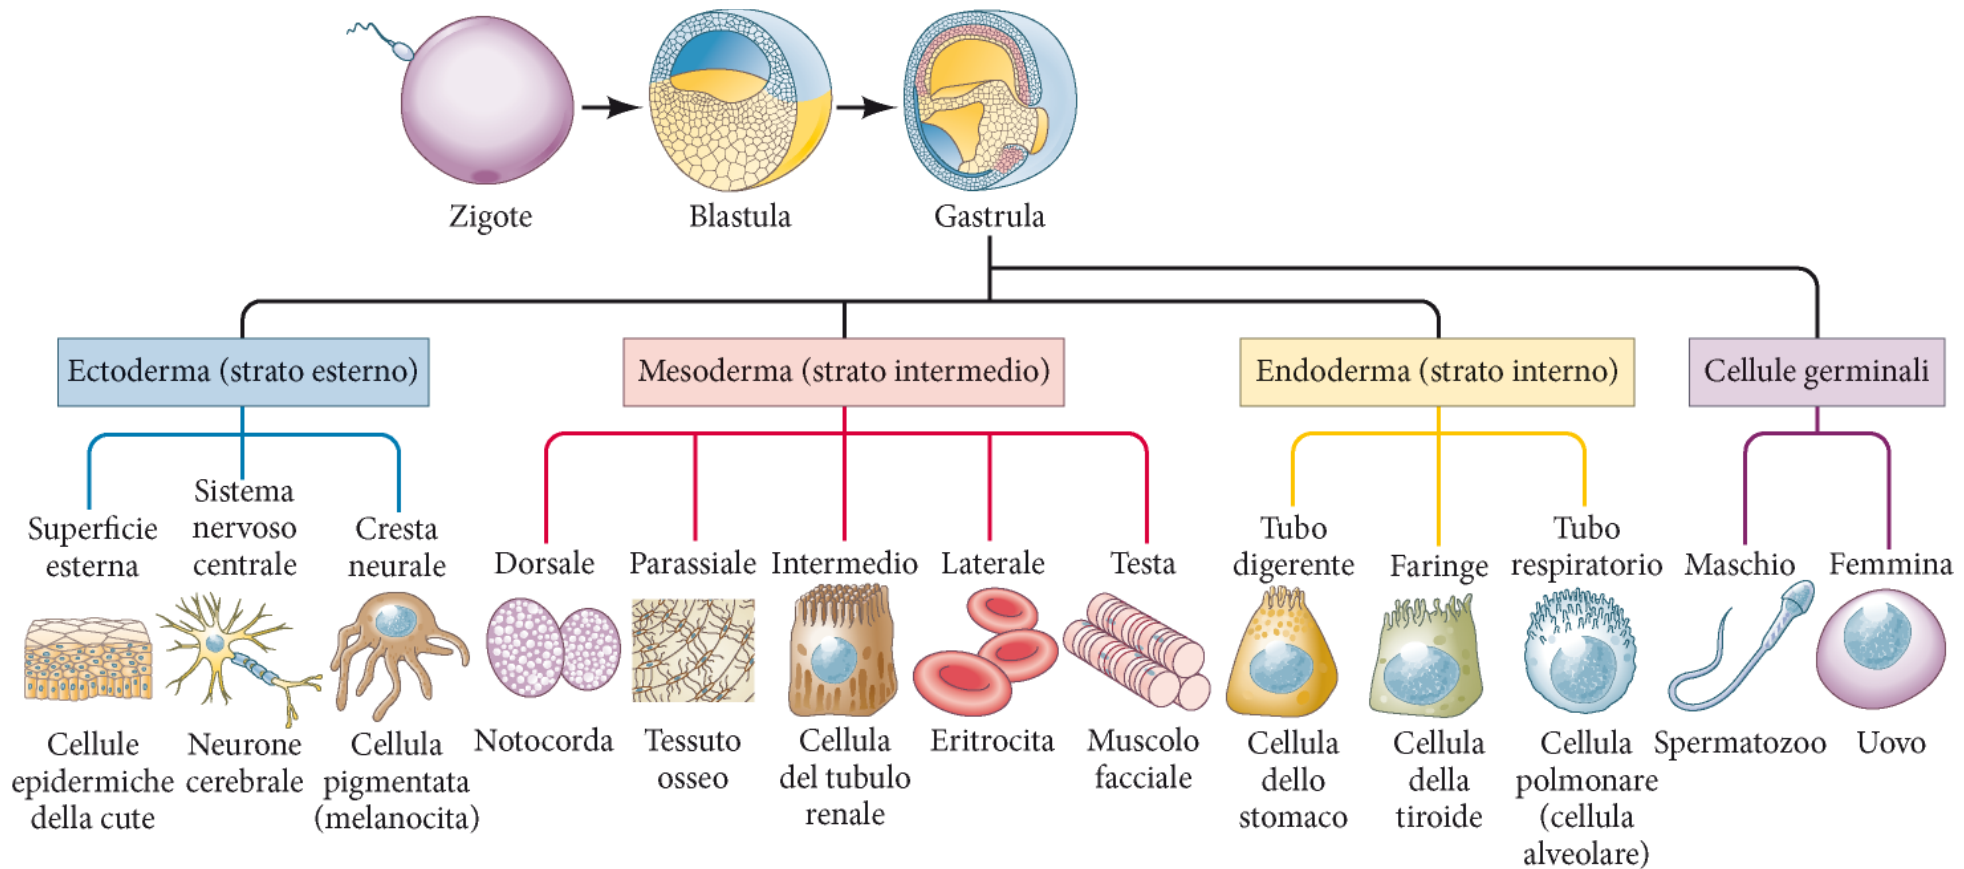 Zigote
Blastula
Gastrula
Ectoderma (strato esterno)
Mesoderma (strato intermedio)
Endoderma (strato interno)
Cellule germinali
Superficie
esterna
Sistema
nervoso
centrale
Cresta
neurale
Dorsale
Parassiale
Intermedio
Laterale
Testa
Tubo
digerente
Faringe
Tubo
respiratorio
Maschio
Femmina
Cellule
epidermiche
della cute
Neurone
cerebrale
Cellula
pigmentata
(melanocita)
Notocorda
Tessuto
osseo
Cellula
del tubulo
renale
Eritrocita
Muscolo
facciale
Cellula
dello
stomaco
Cellula
della
tiroide
Cellula
polmonare
(cellula
alveolare)
Spermatozoo
Uovo